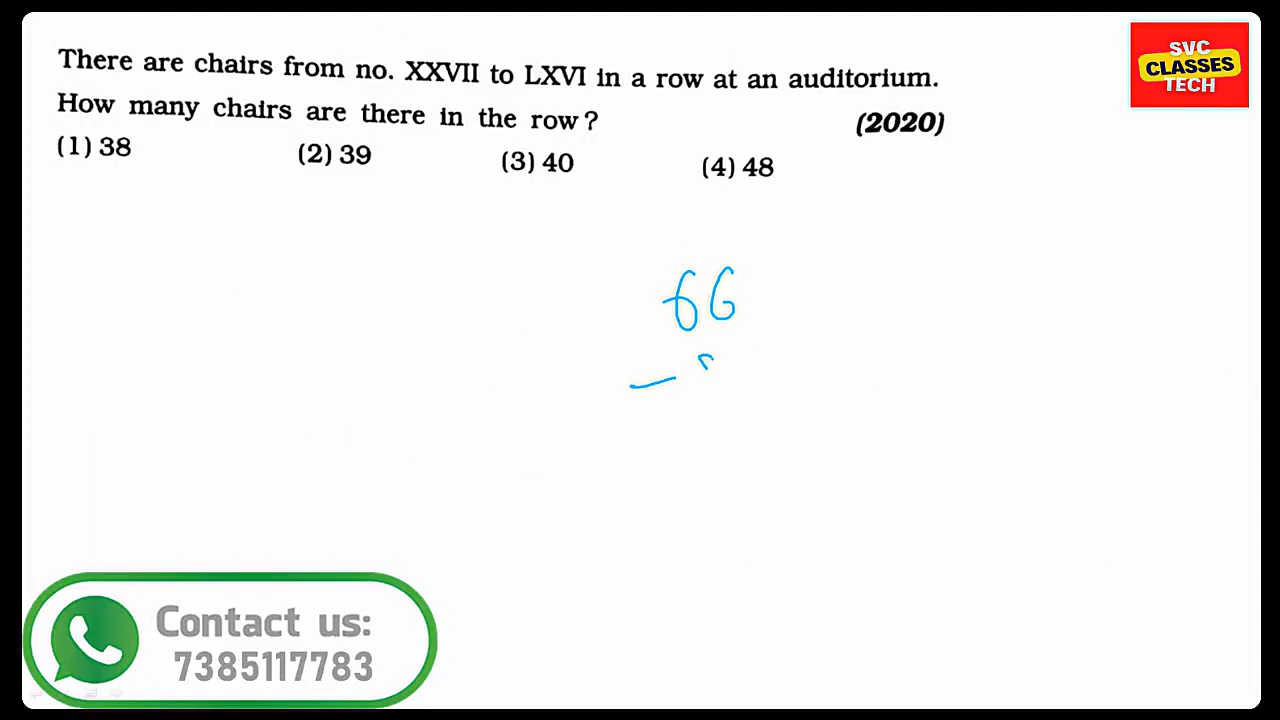 There are chairs from no. XXVII to LXVI in a row at an auditorium.
How many chairs are there in the row?
(2020)
(1) 38 (2) 39 (3) 40 (4) 48
SVC
CLASSES
TECH
66
—
Contact us:
7385117783